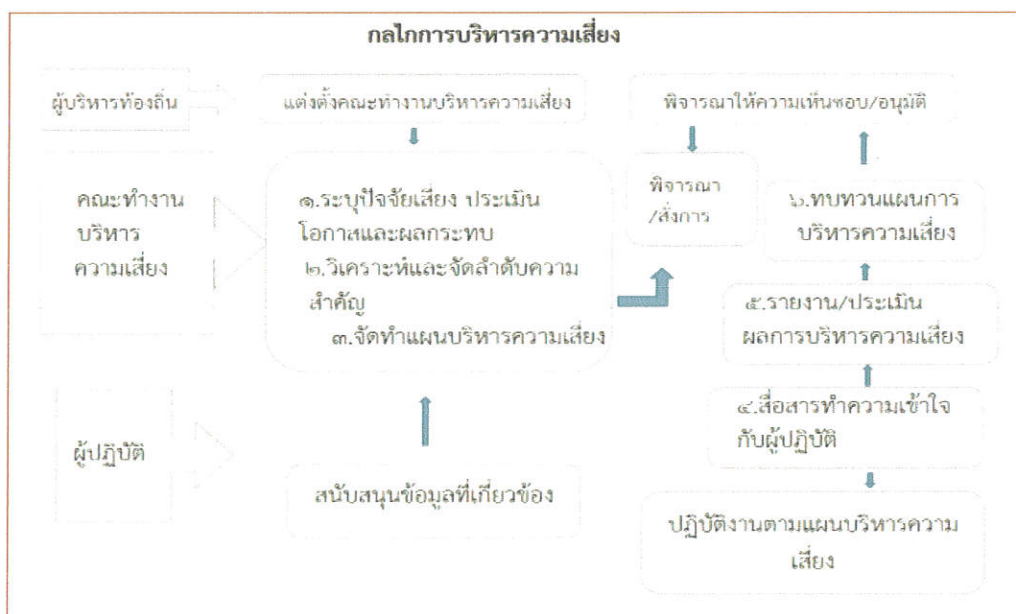 กลไกการบริหารความเสี่ยง
ผู้บริหารท้องถิ่น
แต่งตั้งคณะทำงานบริหารความเสี่ยง
พิจารณาให้ความเห็นชอบ/อนุมัติ
คณะทำงาน
บริหาร
ความเสี่ยง
๑.ระบุปัจจัยเสี่ยง ประเมิน
โอกาสและผลกระทบ
๒.วิเคราะห์และจัดลำดับความ
สำคัญ
๓.จัดทำแผนบริหารความเสี่ยง
พิจารณา
/สั่งการ
๖.ทบทวนแผนการ
บริหารความเสี่ยง
๕.รายงาน/ประเมิน
ผลการบริหารความเสี่ยง
๔.สื่อสารทำความเข้าใจ
กับผู้ปฏิบัติ
ผู้ปฏิบัติ
สนับสนุนข้อมูลที่เกี่ยวข้อง
ปฏิบัติงานตามแผนบริหารความ
เสี่ยง